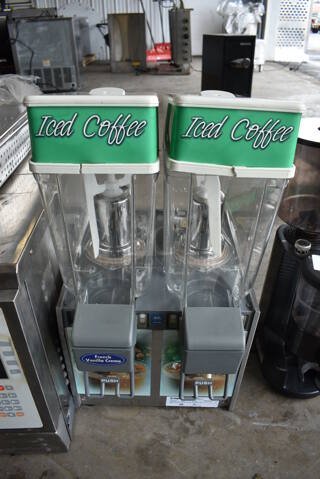 Iced Coffee
Iced Coffee
French
Vanilla Creme
PUSH
PUSH